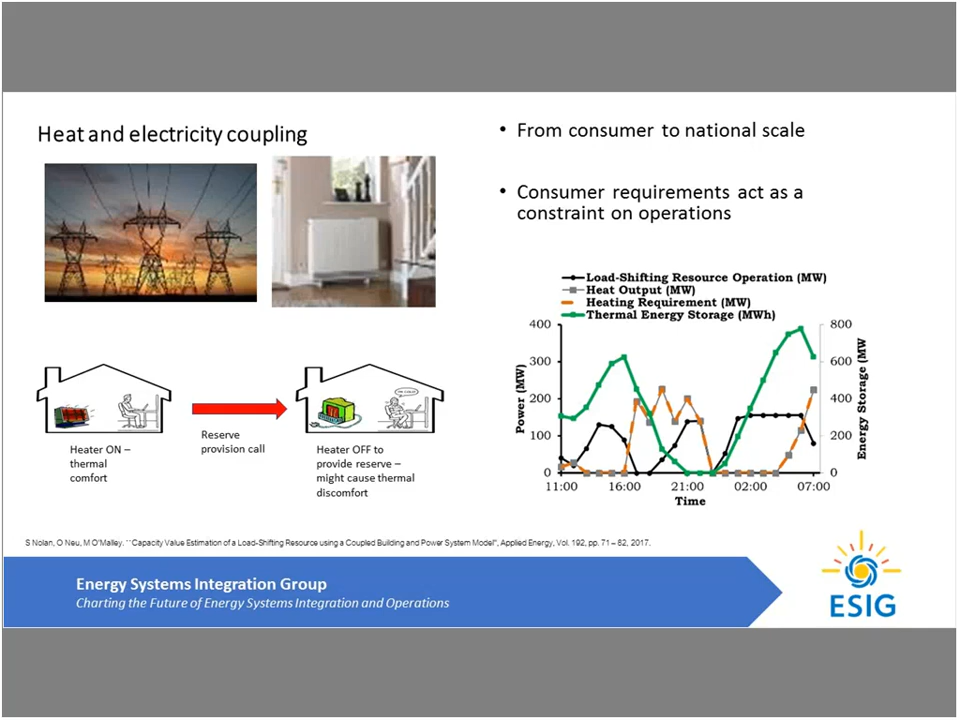 Heat and electricity coupling
• From consumer to national scale
• Consumer requirements act as a
constraint on operations
Load-Shifting Resource Operation (MW)
Heat Output (MW)
Heating Requirement (MW)
Thermal Energy Storage (MWh)
Power (MW)
400
300
200
100
0
800
600
400
200
0
Energy Storage (MW
11:00
16:00
21:00
02:00
07:00
Time
Heater ON –
thermal
comfort
Reserve
provision call
Heater OFF to
provide reserve –
might cause thermal
discomfort
S Nolan, O Neu, M O'Malley. ``Capacity Value Estimation of a Load-Shifting Resource using a Coupled Building and Power System Model", Applied Energy, Vol. 192, pp. 71 – 82, 2017.
Energy Systems Integration Group
Charting the Future of Energy Systems Integration and Operations
ESIG